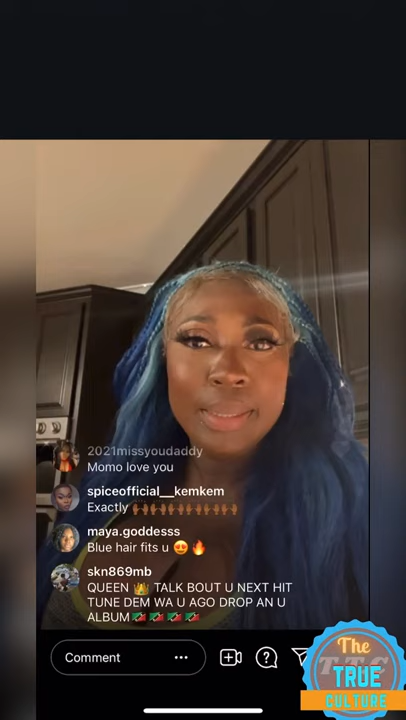 2021missyoudaddy
Momo love you
spiceofficial__kemkem
Exactly 🙌🏾🙌🏾🙌🏾🙌🏾🙌🏾🙌🏾🙌🏾🙌🏾🙌🏾
maya.goddesss
Blue hair fits u 😍🔥
skn869mb
QUEEN 👑 TALK BOUT U NEXT HIT
TUNE DEM WA U AGO DROP AN U
ALBUM🇰🇳🇰🇳🇰🇳🇰🇳
Comment
The
TRUE
CULTURE